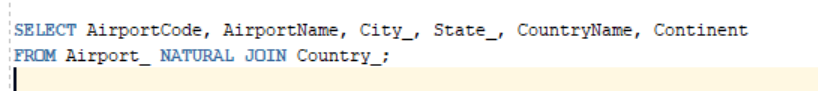 SELECT AirportCode, AirportName, City_, State_, CountryName, Continent
FROM Airport_ NATURAL JOIN Country_;